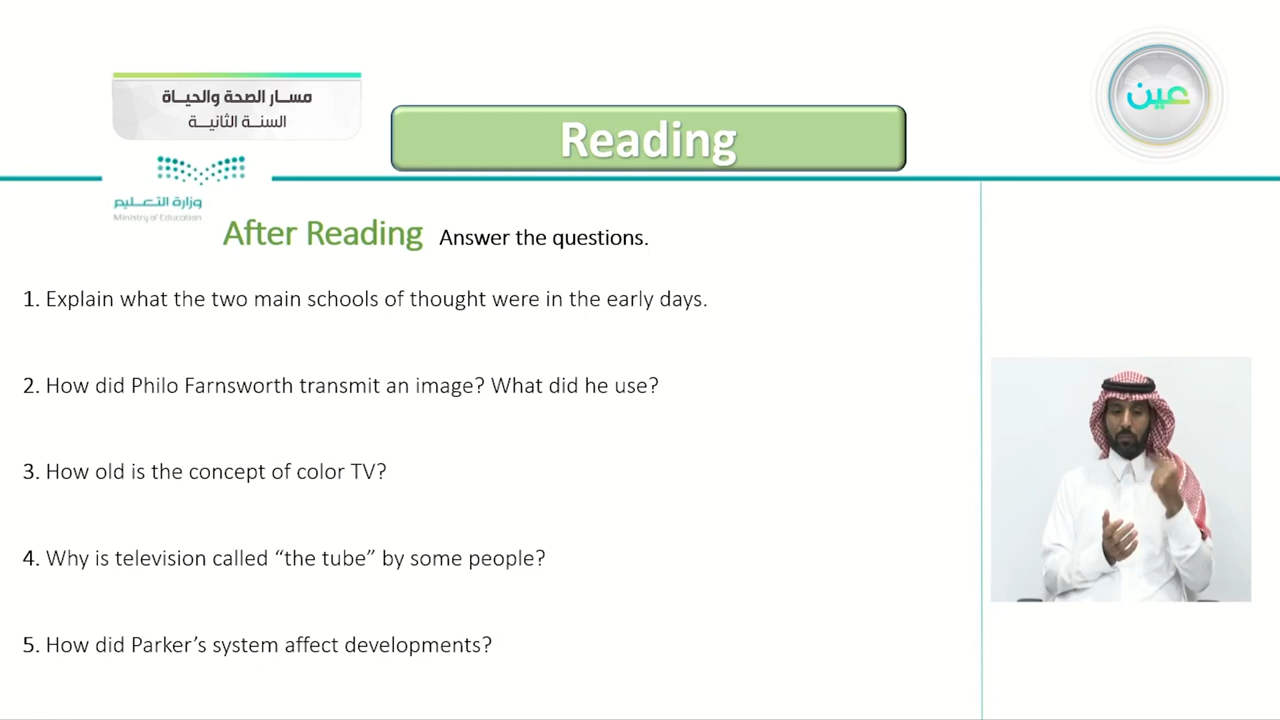 مسار الصحة والحياة
السنة الثانية
عين
Reading
وزارة التعليم
Ministry of Education
After Reading Answer the questions.
1. Explain what the two main schools of thought were in the early days.
2. How did Philo Farnsworth transmit an image? What did he use?
3. How old is the concept of color TV?
4. Why is television called “the tube” by some people?
5. How did Parker’s system affect developments?